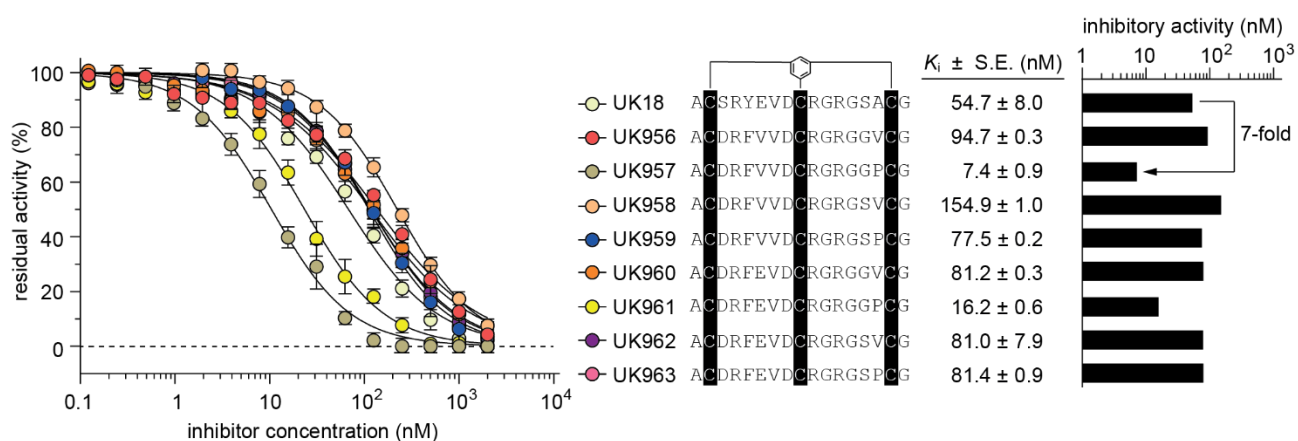 residual activity (%)
100
80
60
40
20
0
0.1 1 10 10² 10³ 10⁴
inhibitor concentration (nM)
Kᵢ ± S.E. (nM)
inhibitory activity (nM)
1 10 10² 10³
UK18 ACSRYEVDCRGRGSACG 54.7 ± 8.0
UK956 ACDRFVVDCRGRGGVCG 94.7 ± 0.3
UK957 ACDRFVVDCRGRGGPCG 7.4 ± 0.9
UK958 ACDRFVVDCRGRGSVCG 154.9 ± 1.0
UK959 ACDRFVVDCRGRGSPCG 77.5 ± 0.2
UK960 ACDRFEVDCRGRGGVCG 81.2 ± 0.3
UK961 ACDRFEVDCRGRGGPCG 16.2 ± 0.6
UK962 ACDRFEVDCRGRGSPCG 81.0 ± 7.9
UK963 ACDRFEVDCRGRGSPCG 81.4 ± 0.9
7-fold